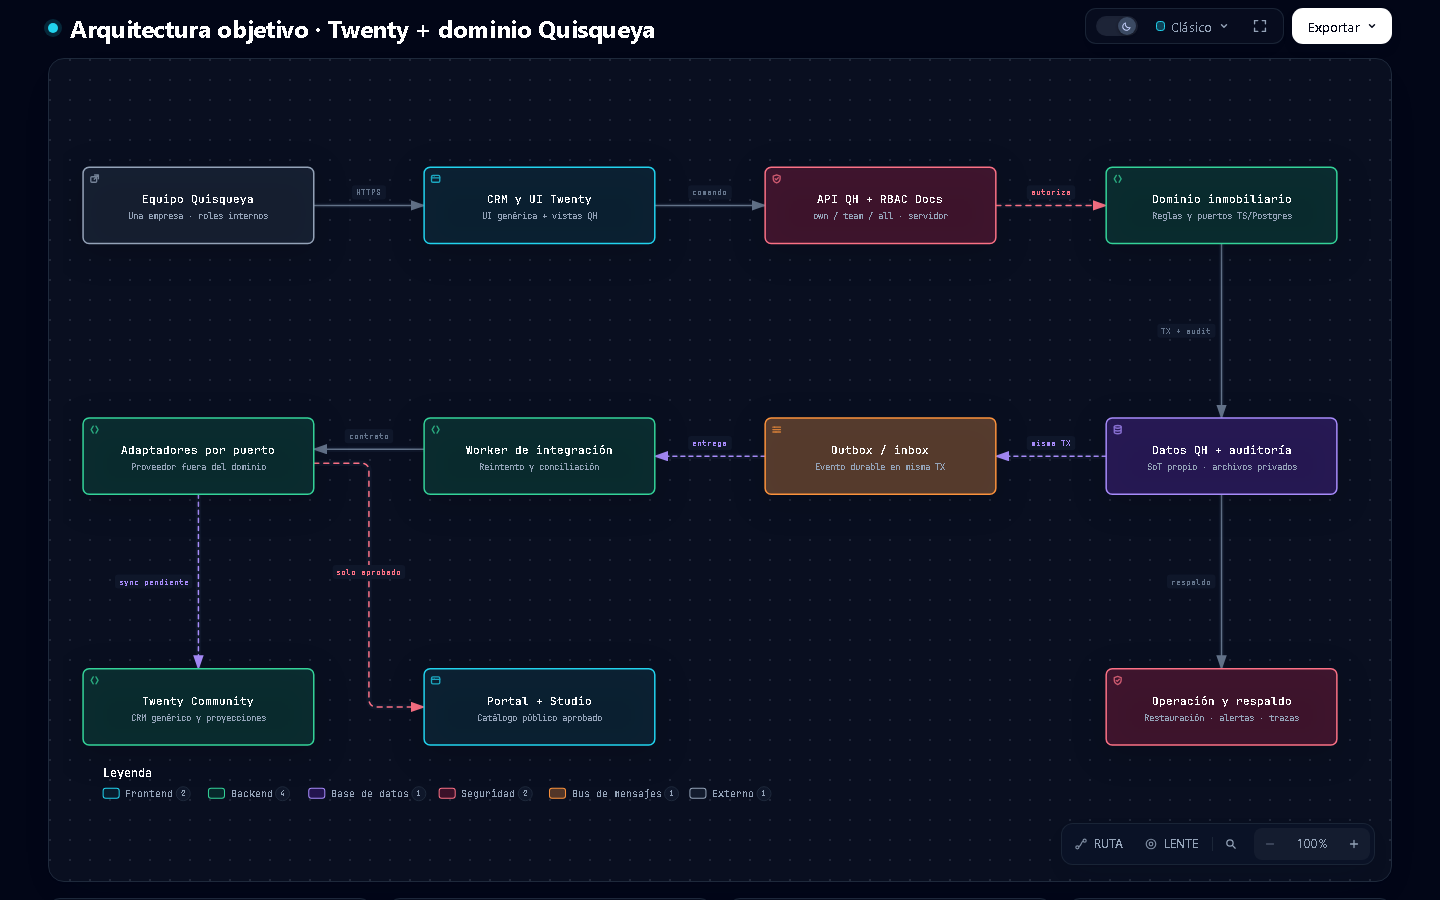 Arquitectura objetivo · Twenty + dominio Quisqueya
Clásico
Exportar
Equipo Quisqueya
Una empresa · roles internos
HTTPS
CRM y UI Twenty
UI genérica + vistas QH
comando
API QH + RBAC Docs
own / team / all · servidor
autoriza
Dominio inmobiliario
Reglas y puertos TS/Postgres
TX + audit
Adaptadores por puerto
Proveedor fuera del dominio
contrato
Worker de integración
Reintento y conciliación
entrega
Outbox / inbox
Evento durable en misma TX
misma TX
Datos QH + auditoría
SoT propio · archivos privados
sync pendiente
solo aprobado
respaldo
Twenty Community
CRM genérico y proyecciones
Portal + Studio
Catálogo público aprobado
Operación y respaldo
Restauración · alertas · trazas
Leyenda
Frontend 2
Backend 4
Base de datos 1
Seguridad 2
Bus de mensajes 1
Externo 1
RUTA
LENTE
− 100% +